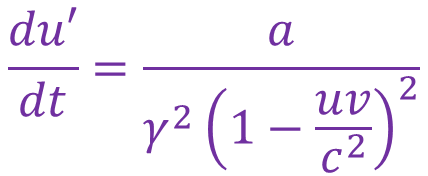 du′/dt = a / (γ² (1 − uv/c²)²)